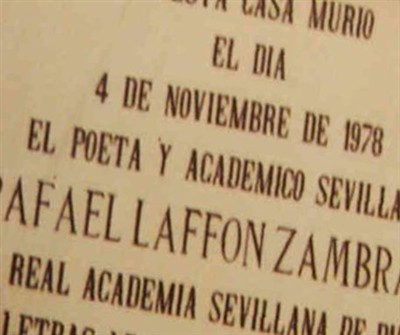 CASA MURIO
EL DIA
4 DE NOVIEMBRE DE 1978
EL POETA Y ACADEMICO SEVILLA
RAFAEL LAFFON ZAMBRA
REAL ACADEMIA SEVILLANA DE
LETRAS